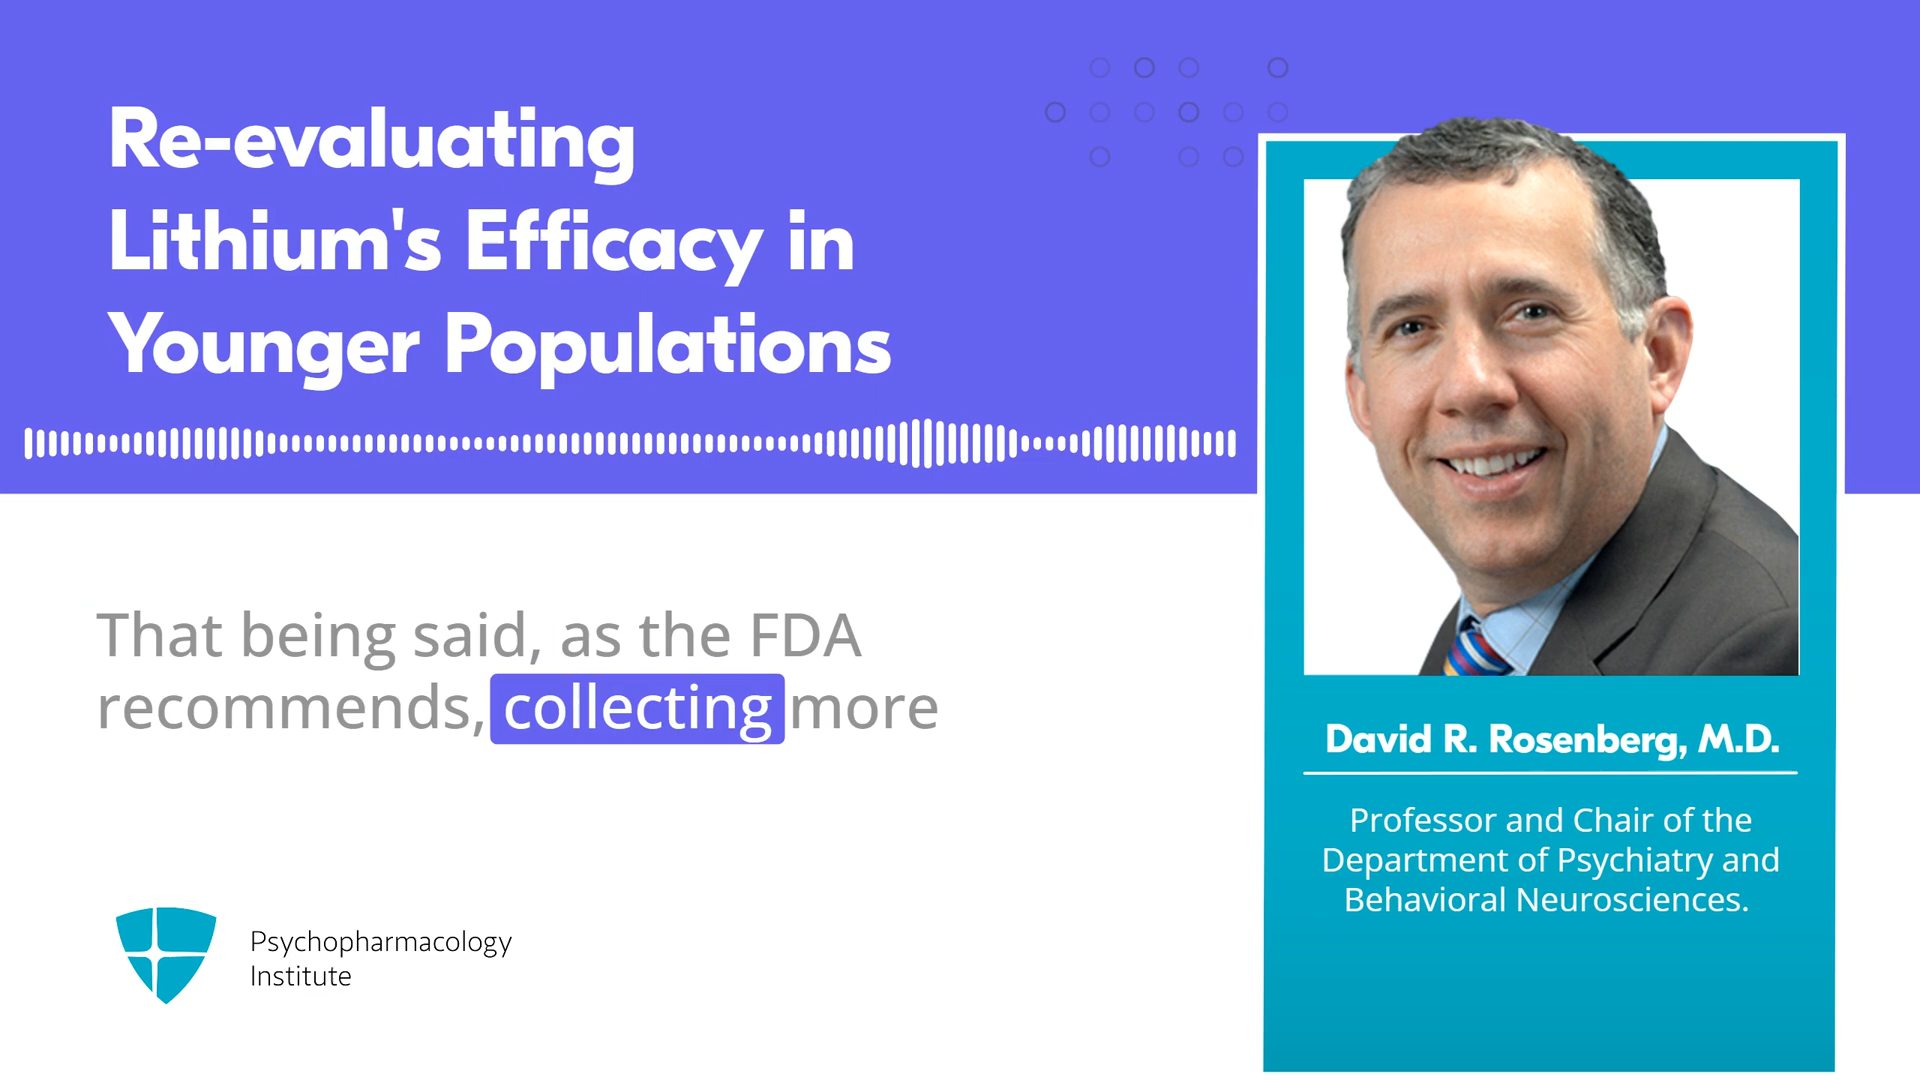 Re-evaluating
Lithium's Efficacy in
Younger Populations
That being said, as the FDA
recommends, collecting more
Psychopharmacology
Institute
David R. Rosenberg, M.D.
Professor and Chair of the
Department of Psychiatry and
Behavioral Neurosciences.